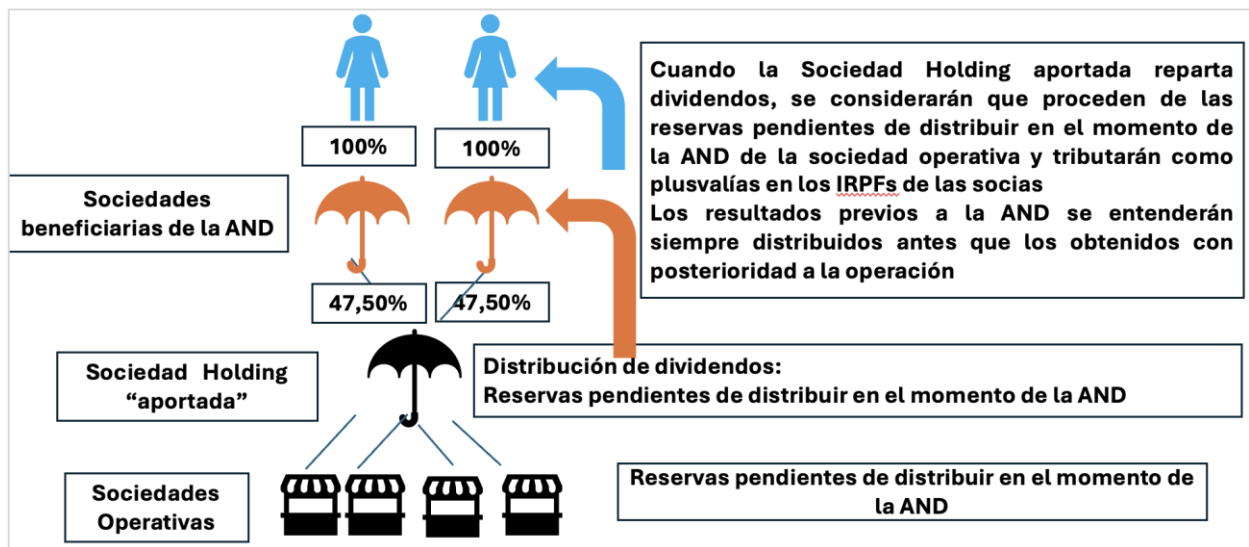 100%
100%
Cuando la Sociedad Holding aportada reparta
dividendos, se considerarán que proceden de las
reservas pendientes de distribuir en el momento de
la AND de la sociedad operativa y tributarán como
plusvalías en los IRPFs de las socias
Los resultados previos a la AND se entenderán
siempre distribuidos antes que los obtenidos con
posterioridad a la operación
Sociedades
beneficiarias de la AND
47,50%
47,50%
Sociedad Holding
“aportada”
Distribución de dividendos:
Reservas pendientes de distribuir en el momento de la AND
Sociedades
Operativas
Reservas pendientes de distribuir en el momento de
la AND